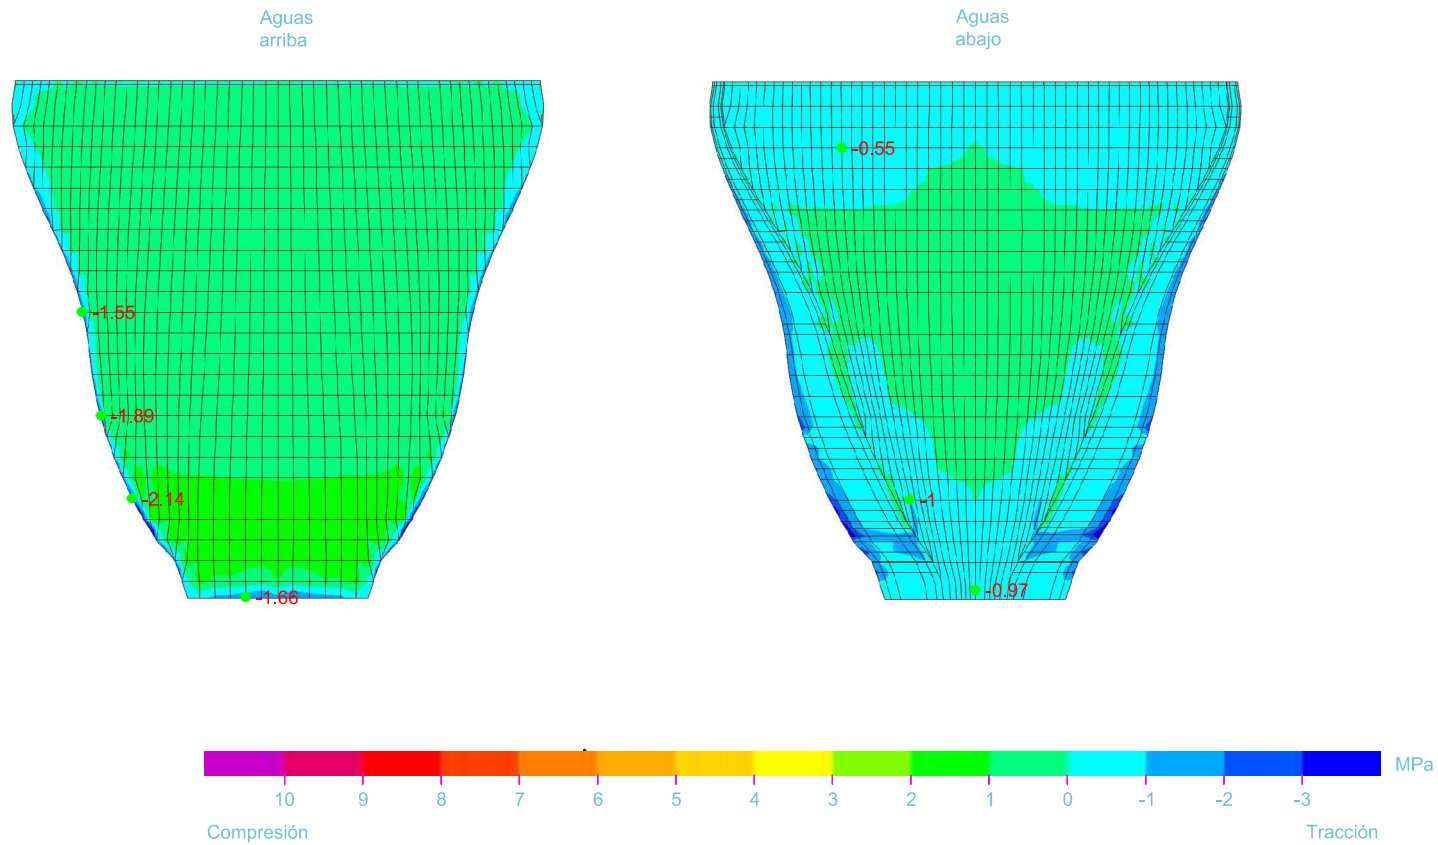 Aguas
arriba
Aguas
abajo
-0.55
-1.55
-1.89
-2.14
-1
-1.66
-0.97
MPa
10 9 8 7 6 5 4 3 2 1 0 -1 -2 -3
Compresión Tracción